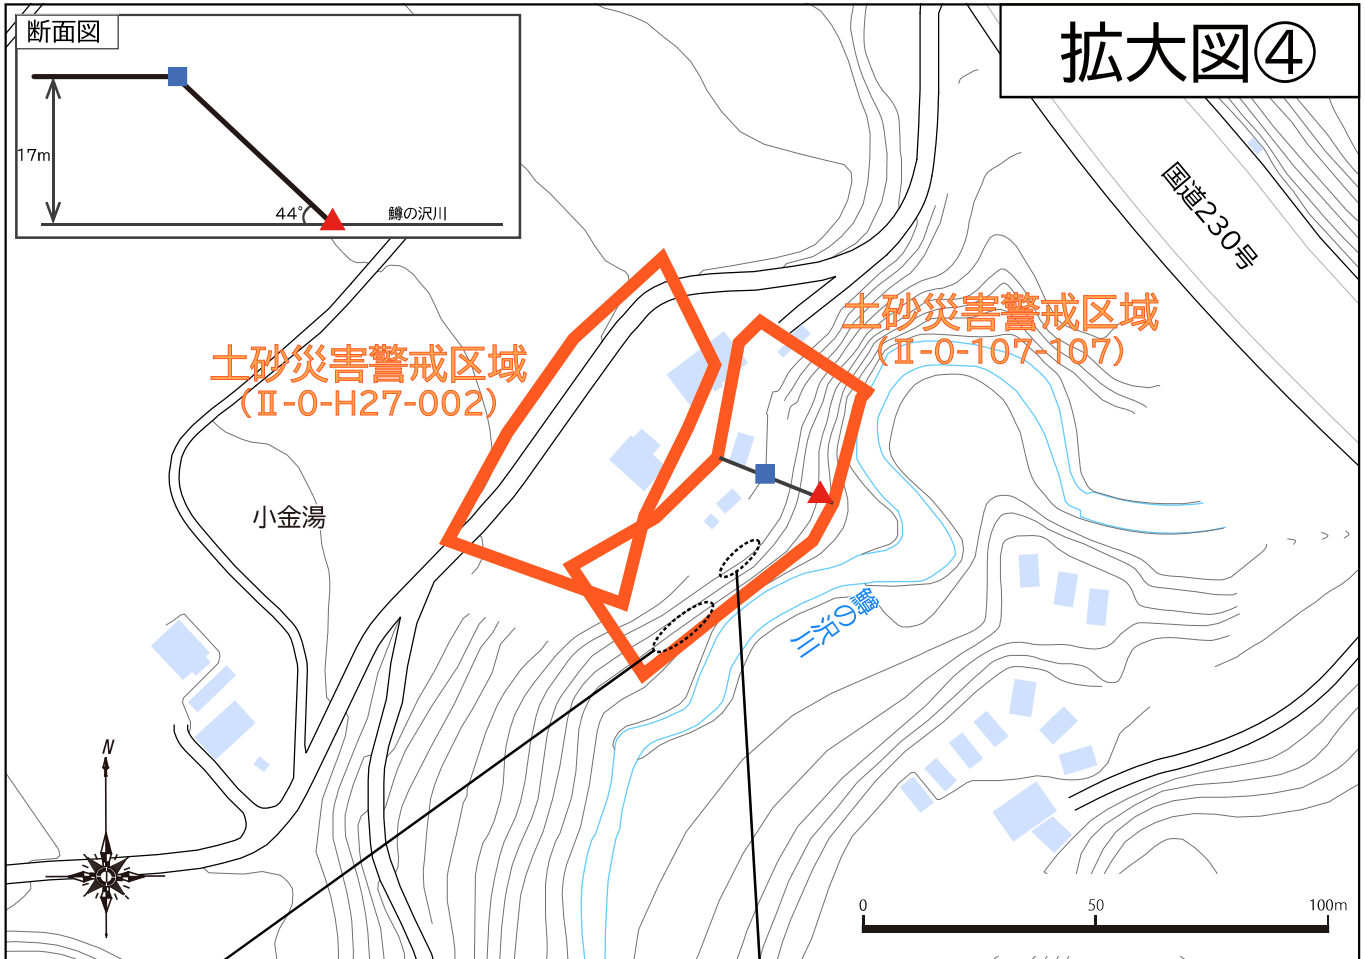 断面図
拡大図④
17m
44°
鱒の沢川
国道230号
土砂災害警戒区域
(Ⅱ-0-107-107)
土砂災害警戒区域
(Ⅱ-0-H27-002)
小金湯
鱒の沢川
N
0 50 100m